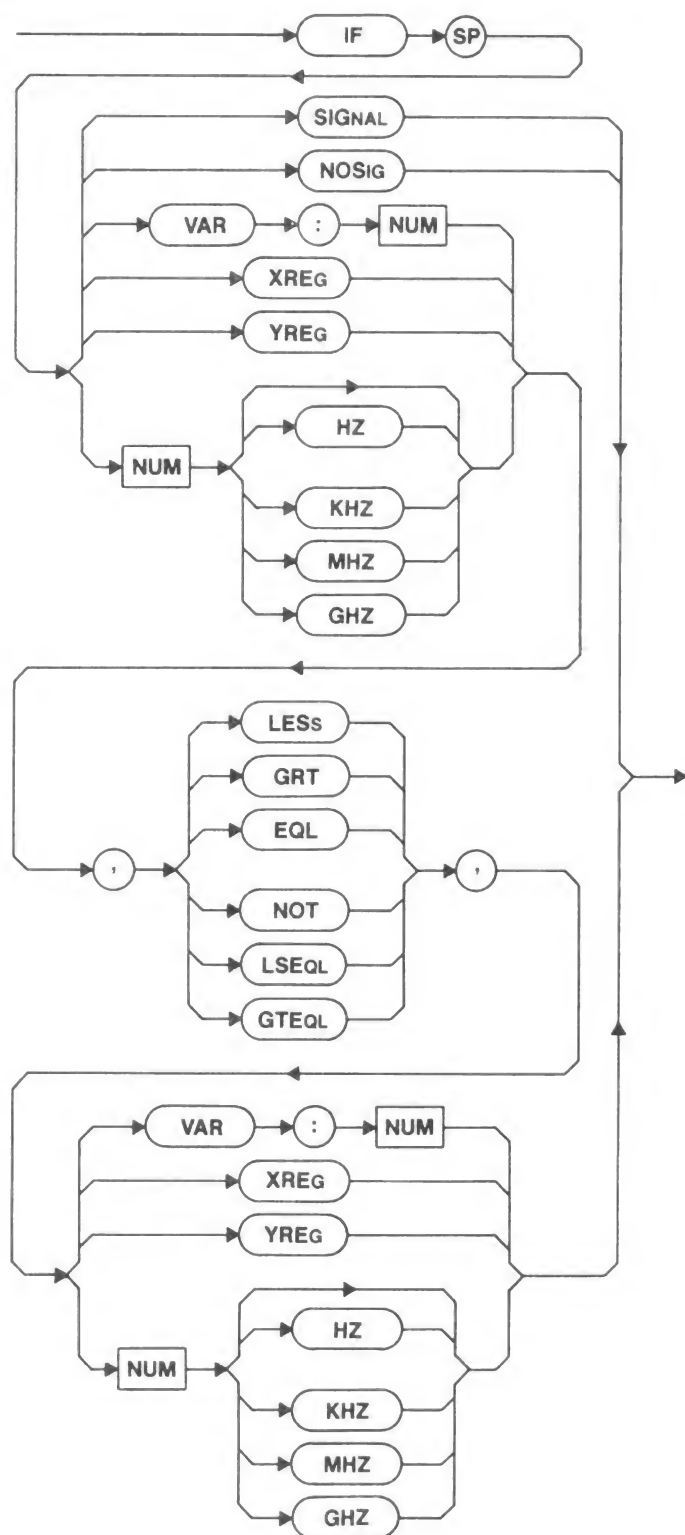 IF SP
SIGNAL
NOSIG
VAR : NUM
XREG
YREG
HZ
NUM
KHZ
MHZ
GHZ
LESS
GRT
EQL
, ,
NOT
LSEQL
GTEQL
VAR : NUM
XREG
YREG
HZ
NUM
KHZ
MHZ
GHZ